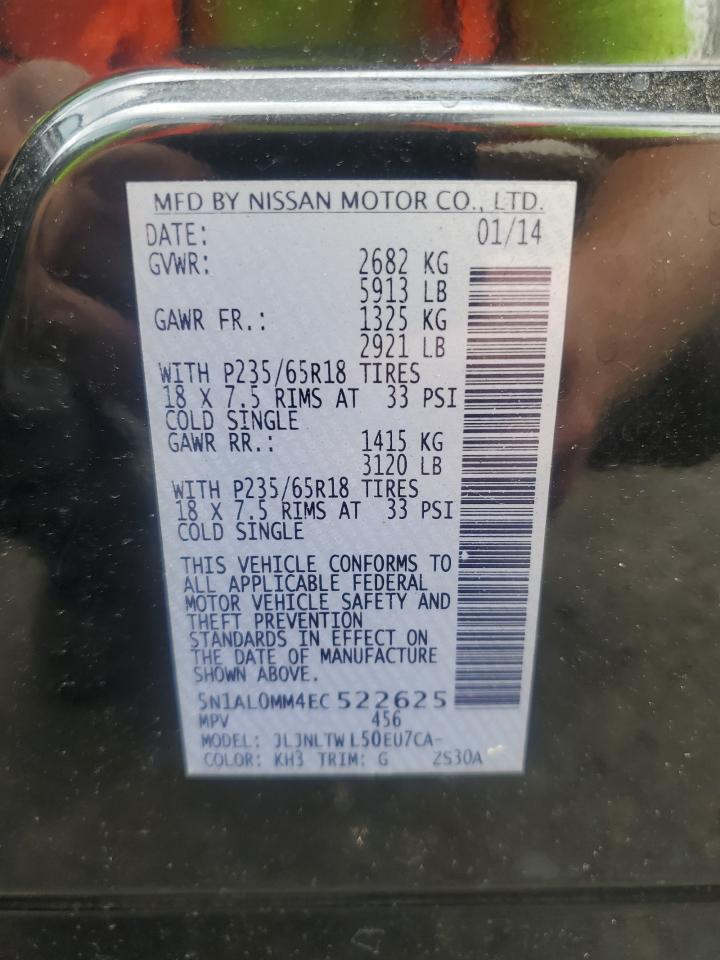 MFD BY NISSAN MOTOR CO., LTD.
DATE: 01/14
GVWR: 2682 KG
5913 LB
GAWR FR.: 1325 KG
2921 LB
WITH P235/65R18 TIRES
18 X 7.5 RIMS AT 33 PSI
COLD SINGLE
GAWR RR.: 1415 KG
3120 LB
WITH P235/65R18 TIRES
18 X 7.5 RIMS AT 33 PSI
COLD SINGLE
THIS VEHICLE CONFORMS TO
ALL APPLICABLE FEDERAL
MOTOR VEHICLE SAFETY AND
THEFT PREVENTION
STANDARDS IN EFFECT ON
THE DATE OF MANUFACTURE
SHOWN ABOVE.
5N1AL0MM4EC522625
MPV 456
MODEL: JLJNLTWL50EU7CA-
COLOR: KH3 TRIM: G ZS30A